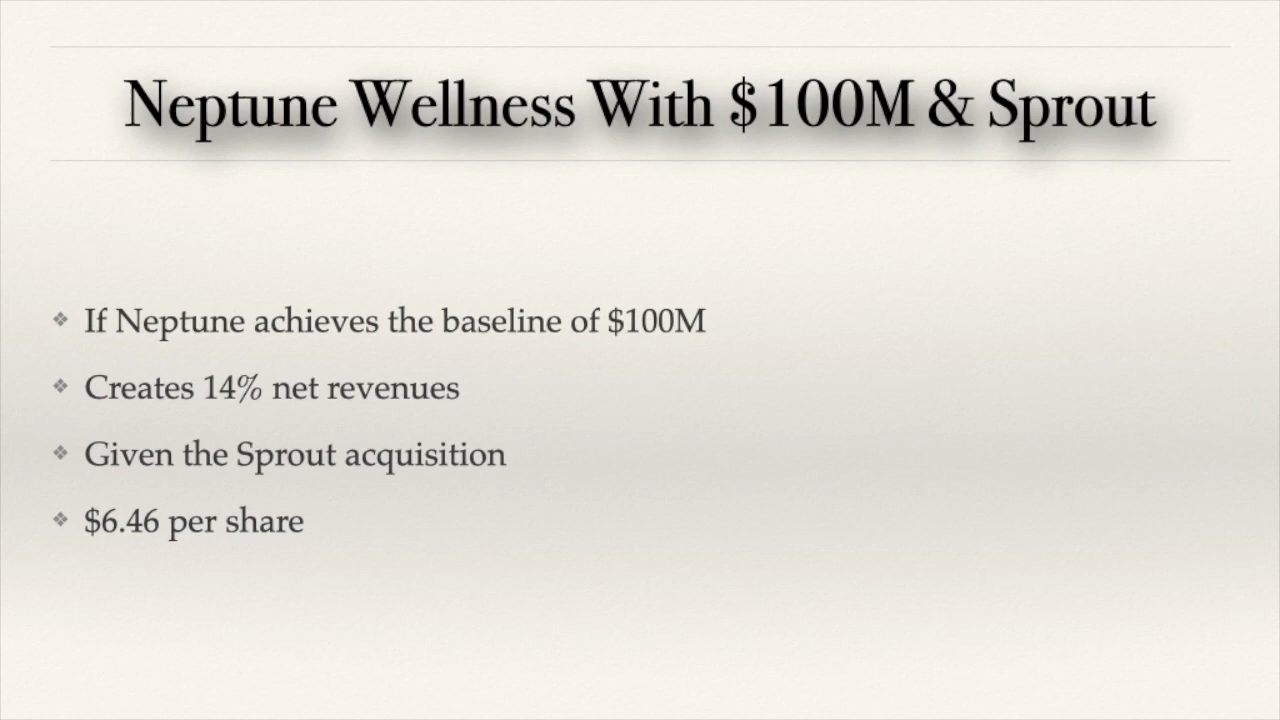 Neptune Wellness With $100M & Sprout
❖ If Neptune achieves the baseline of $100M
❖ Creates 14% net revenues
❖ Given the Sprout acquisition
❖ $6.46 per share